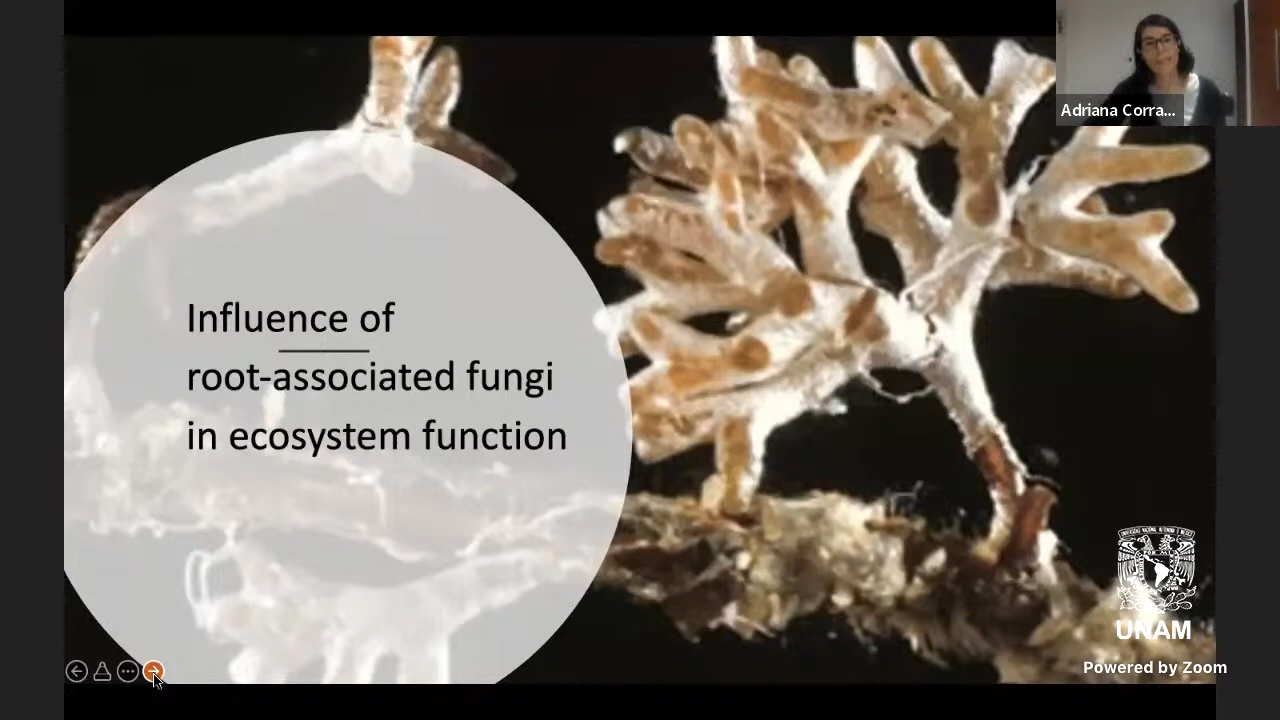 Adriana Corra...
Influence of
root-associated fungi
in ecosystem function
UNAM
Powered by Zoom